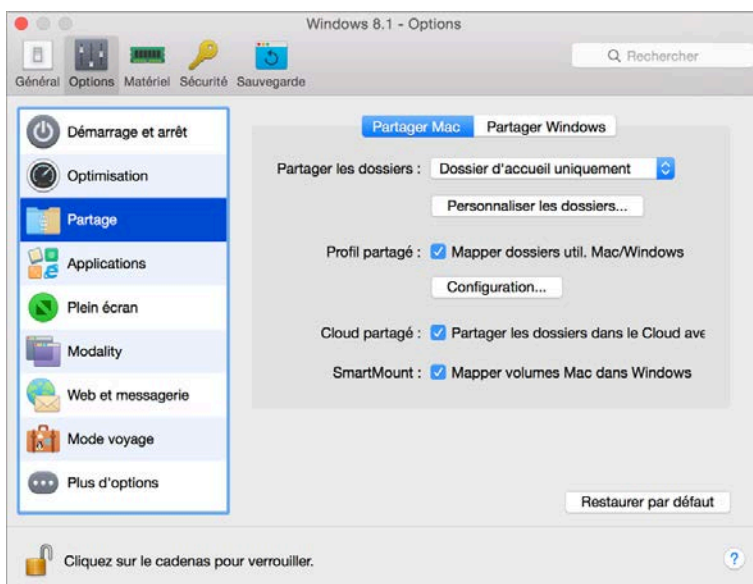 Windows 8.1 - Options
Général Options Matériel Sécurité Sauvegarde
Rechercher
Démarrage et arrêt
Optimisation
Partage
Applications
Plein écran
Modality
Web et messagerie
Mode voyage
Plus d'options
Partager Mac Partager Windows
Partager les dossiers : Dossier d'accueil uniquement
Personnaliser les dossiers...
Profil partagé : Mapper dossiers util. Mac/Windows
Configuration...
Cloud partagé : Partager les dossiers dans le Cloud ave
SmartMount : Mapper volumes Mac dans Windows
Restaurer par défaut
Cliquez sur le cadenas pour verrouiller.
?